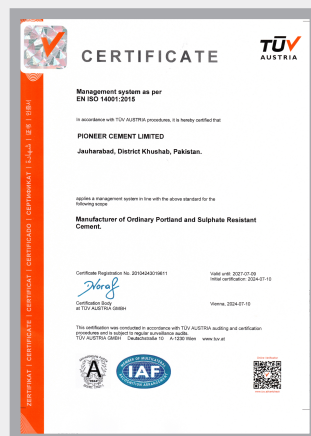 TÜV
AUSTRIA
CERTIFICATE
Management system as per
EN ISO 14001:2015
In accordance with TÜV AUSTRIA procedures, it is hereby certified that
PIONEER CEMENT LIMITED
Jauharabad, District Khushab, Pakistan.
applies a management system in line with the above standard for the
following scope
Manufacturer of Ordinary Portland and Sulphate Resistant
Cement.
Certificate Registration No. 20104243019611
Valid until: 2027-07-09
Initial certification: 2024-07-10
Certification Body
at TÜV AUSTRIA GMBH
Vienna, 2024-07-10
This certification was conducted in accordance with TÜV AUSTRIA auditing and certification
procedures and is subject to regular surveillance audits.
TÜV AUSTRIA GMBH Deutschstraße 10 A-1230 Wien www.tuv.at
A
IAF
ZERTIFIKAT | CERTIFICATE | CERTIFICAT | CERTIFICADO | СЕРТИФИКАТ